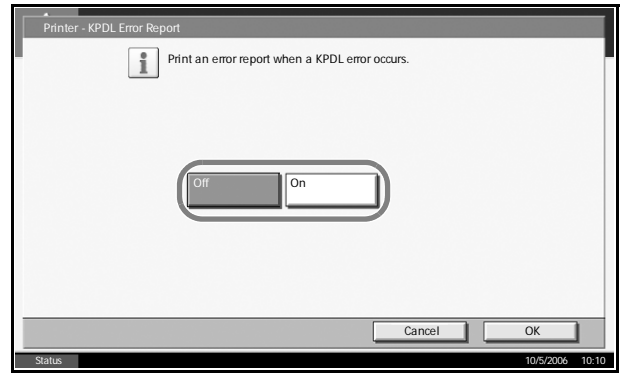 Printer - KPDL Error Report
Print an error report when a KPDL error occurs.
Off
On
Cancel
OK
Status
10/5/2006 10:10